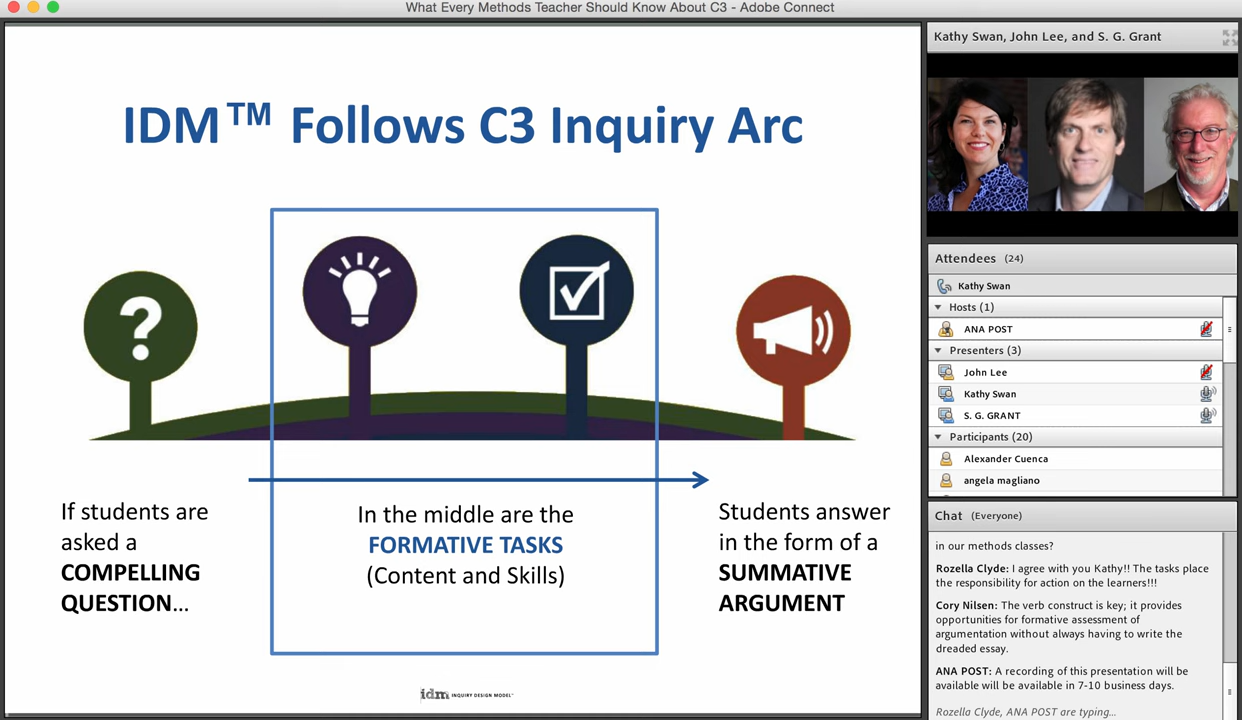 What Every Methods Teacher Should Know About C3 - Adobe Connect
IDM™ Follows C3 Inquiry Arc
?
If students are
asked a
COMPELLING
QUESTION...
In the middle are the
FORMATIVE TASKS
(Content and Skills)
Students answer
in the form of a
SUMMATIVE
ARGUMENT
idm INQUIRY DESIGN MODEL™
Kathy Swan, John Lee, and S. G. Grant
Attendees (24)
Kathy Swan
Hosts (1)
ANA POST
Presenters (3)
John Lee
Kathy Swan
S. G. GRANT
Participants (20)
Alexander Cuenca
angela magliano
Chat (Everyone)
in our methods classes?
Rozella Clyde: I agree with you Kathy!! The tasks place
the responsibility for action on the learners!!!
Cory Nilsen: The verb construct is key; it provides
opportunities for formative assessment of
argumentation without always having to write the
dreaded essay.
ANA POST: A recording of this presentation will be
available will be available in 7-10 business days.
Rozella Clyde, ANA POST are typing...